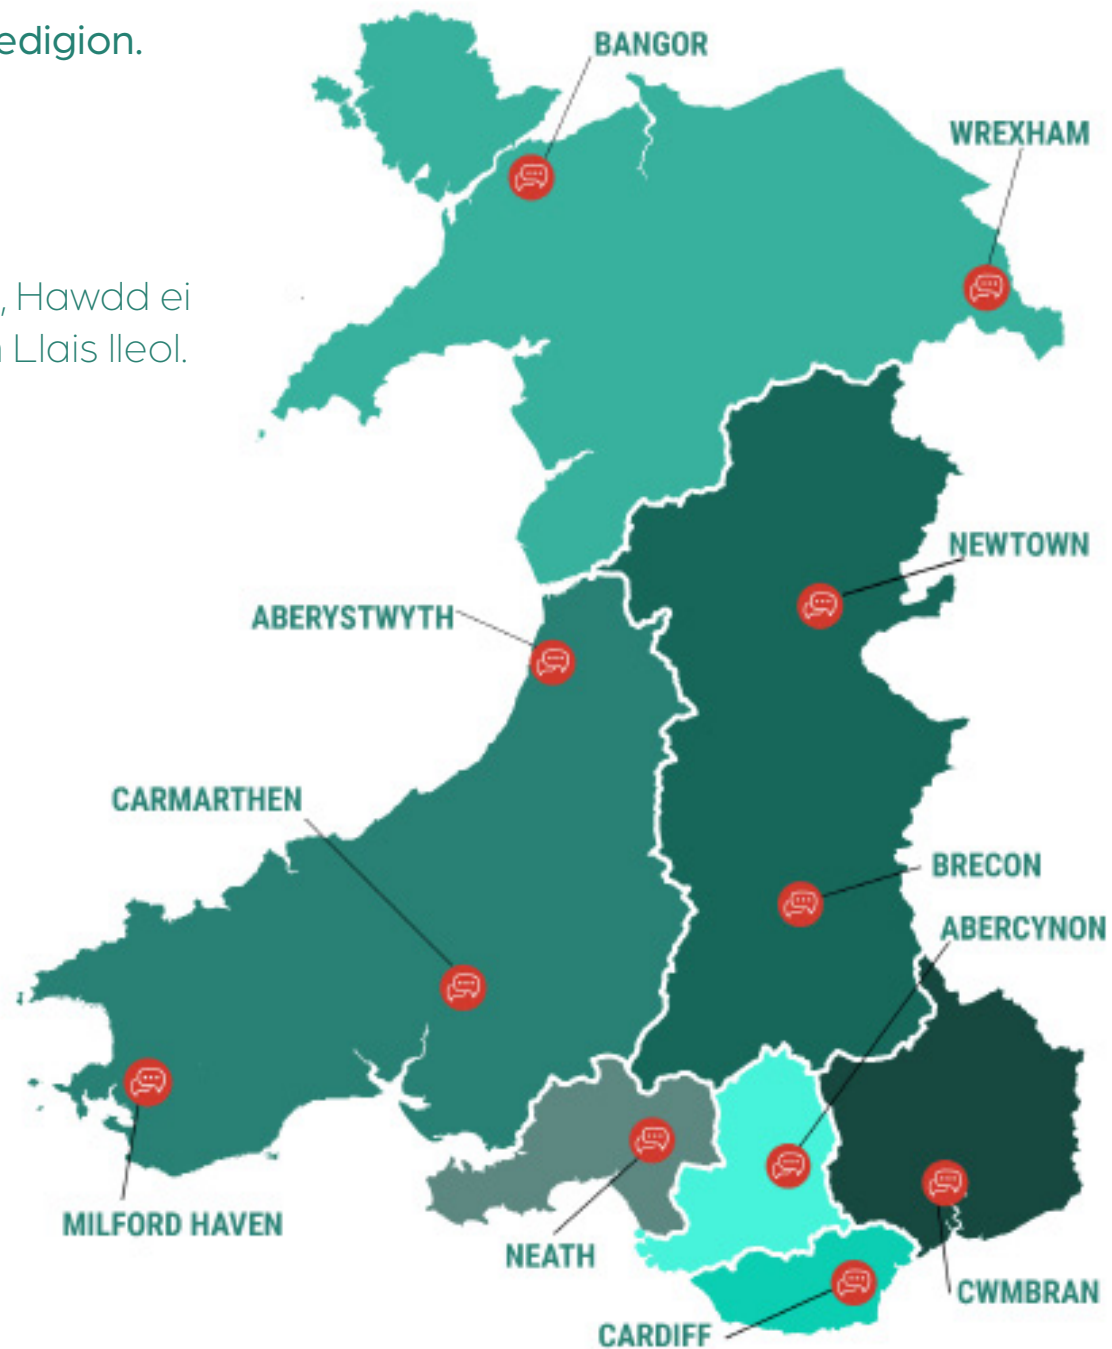 edigion.
BANGOR
WREXHAM
, Hawdd ei
Llais lleol.
NEWTOWN
ABERYSTWYTH
CARMARTHEN
BRECON
ABERCYNON
MILFORD HAVEN
NEATH
CWMBRAN
CARDIFF